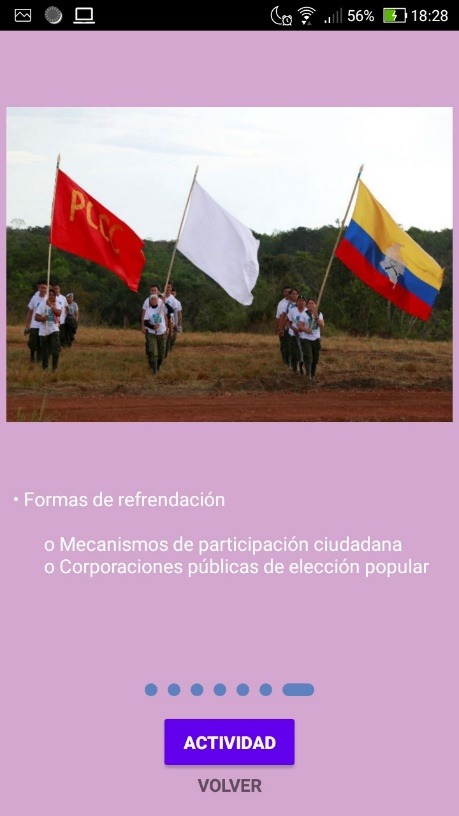 56% 18:28
PCCC
• Formas de refrendación
o Mecanismos de participación ciudadana
o Corporaciones públicas de elección popular
ACTIVIDAD
VOLVER